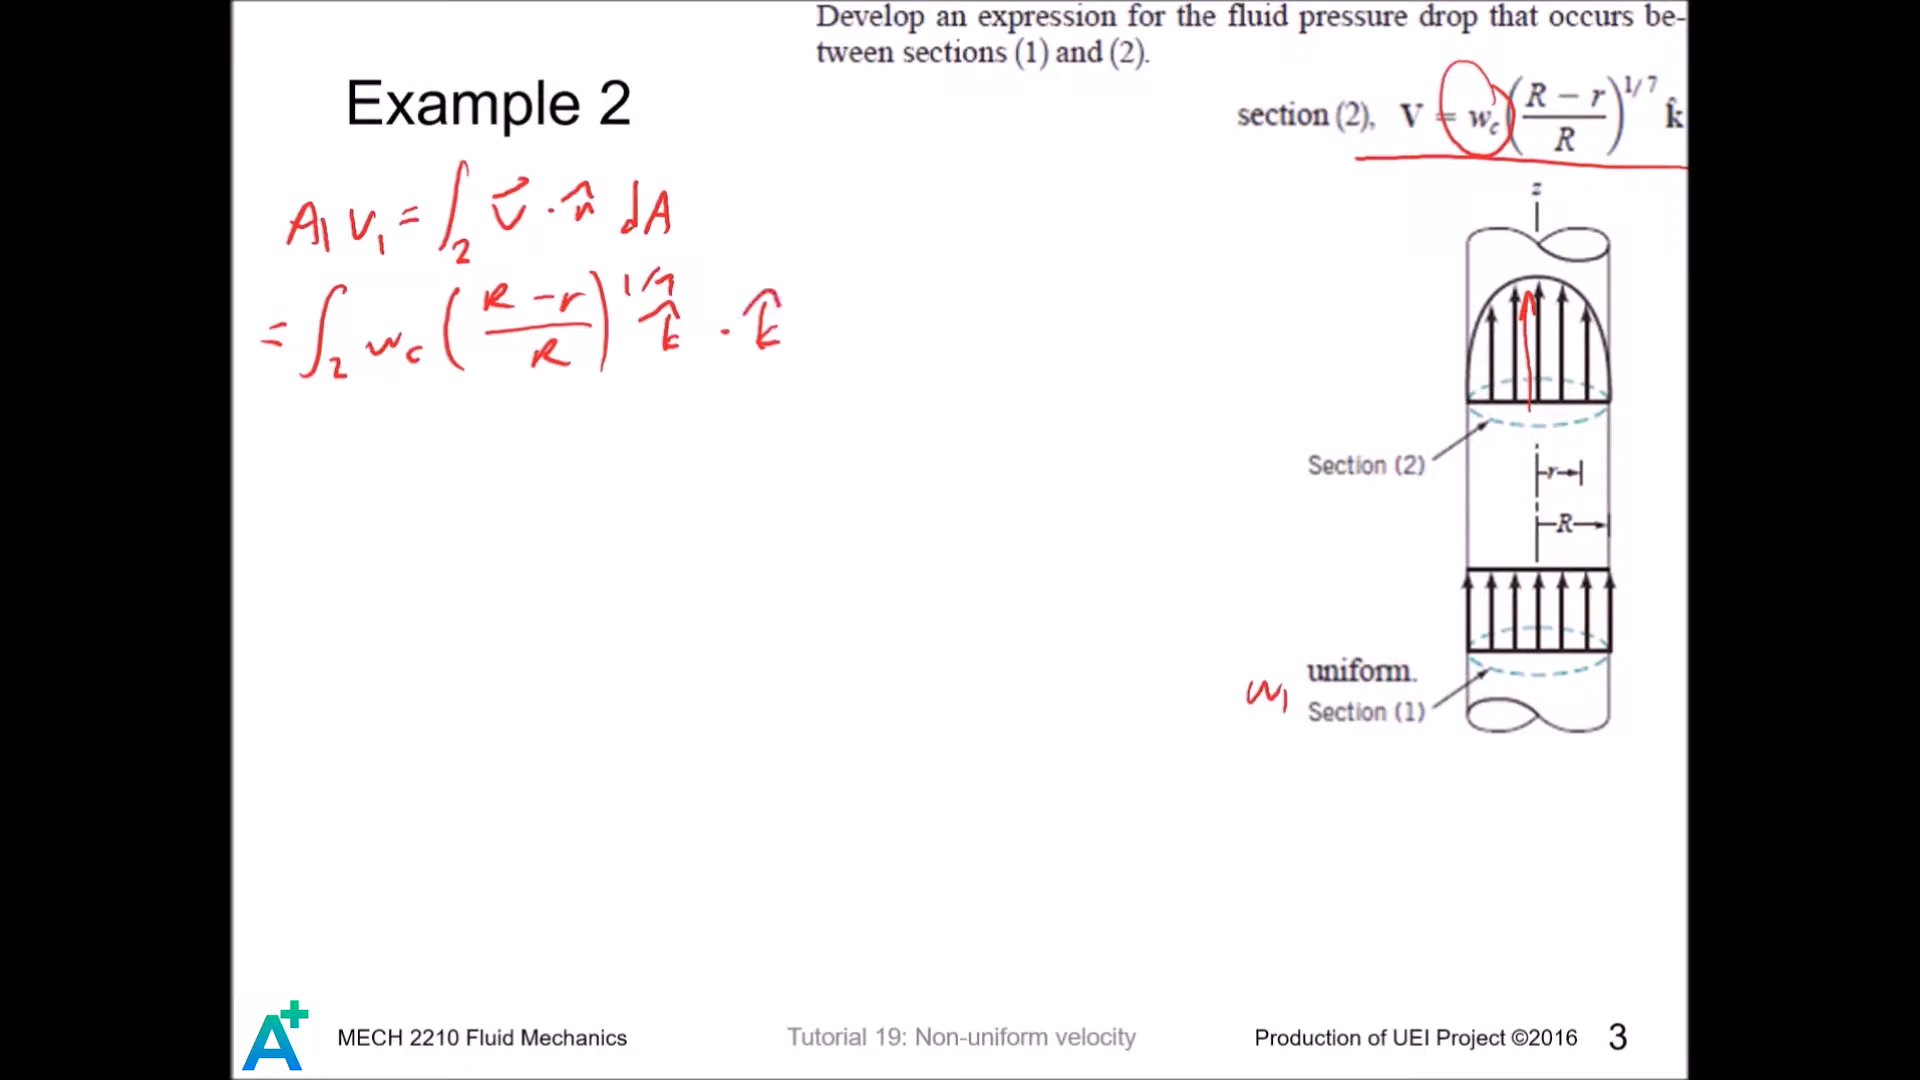 Develop an expression for the fluid pressure drop that occurs be-
tween sections (1) and (2).
Example 2
section (2), V = w_c ((R − r)/R)^{1/7} k̂
A₁ V₁ = ∫₂ V⃗ · n̂ dA
= ∫₂ w_c ((R − r)/R)^{1/7} k̂ · k̂
z
Section (2)
r
R
uniform.
w₁
Section (1)
A+
MECH 2210 Fluid Mechanics
Tutorial 19: Non-uniform velocity
Production of UEI Project ©2016
3